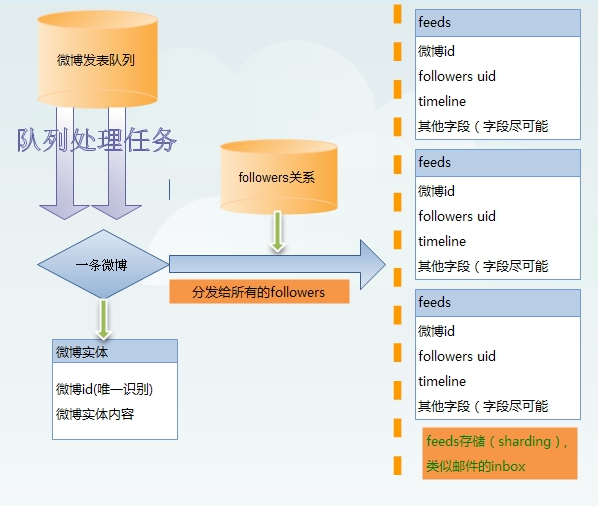 微博发表队列
队列处理任务
followers关系
一条微博
分发给所有的followers
微博实体
微博id(唯一识别)
微博实体内容
feeds
微博id
followers uid
timeline
其他字段（字段尽可能
feeds
微博id
followers uid
timeline
其他字段（字段尽可能
feeds
微博id
followers uid
timeline
其他字段（字段尽可能
feeds存储（sharding）,
类似邮件的inbox